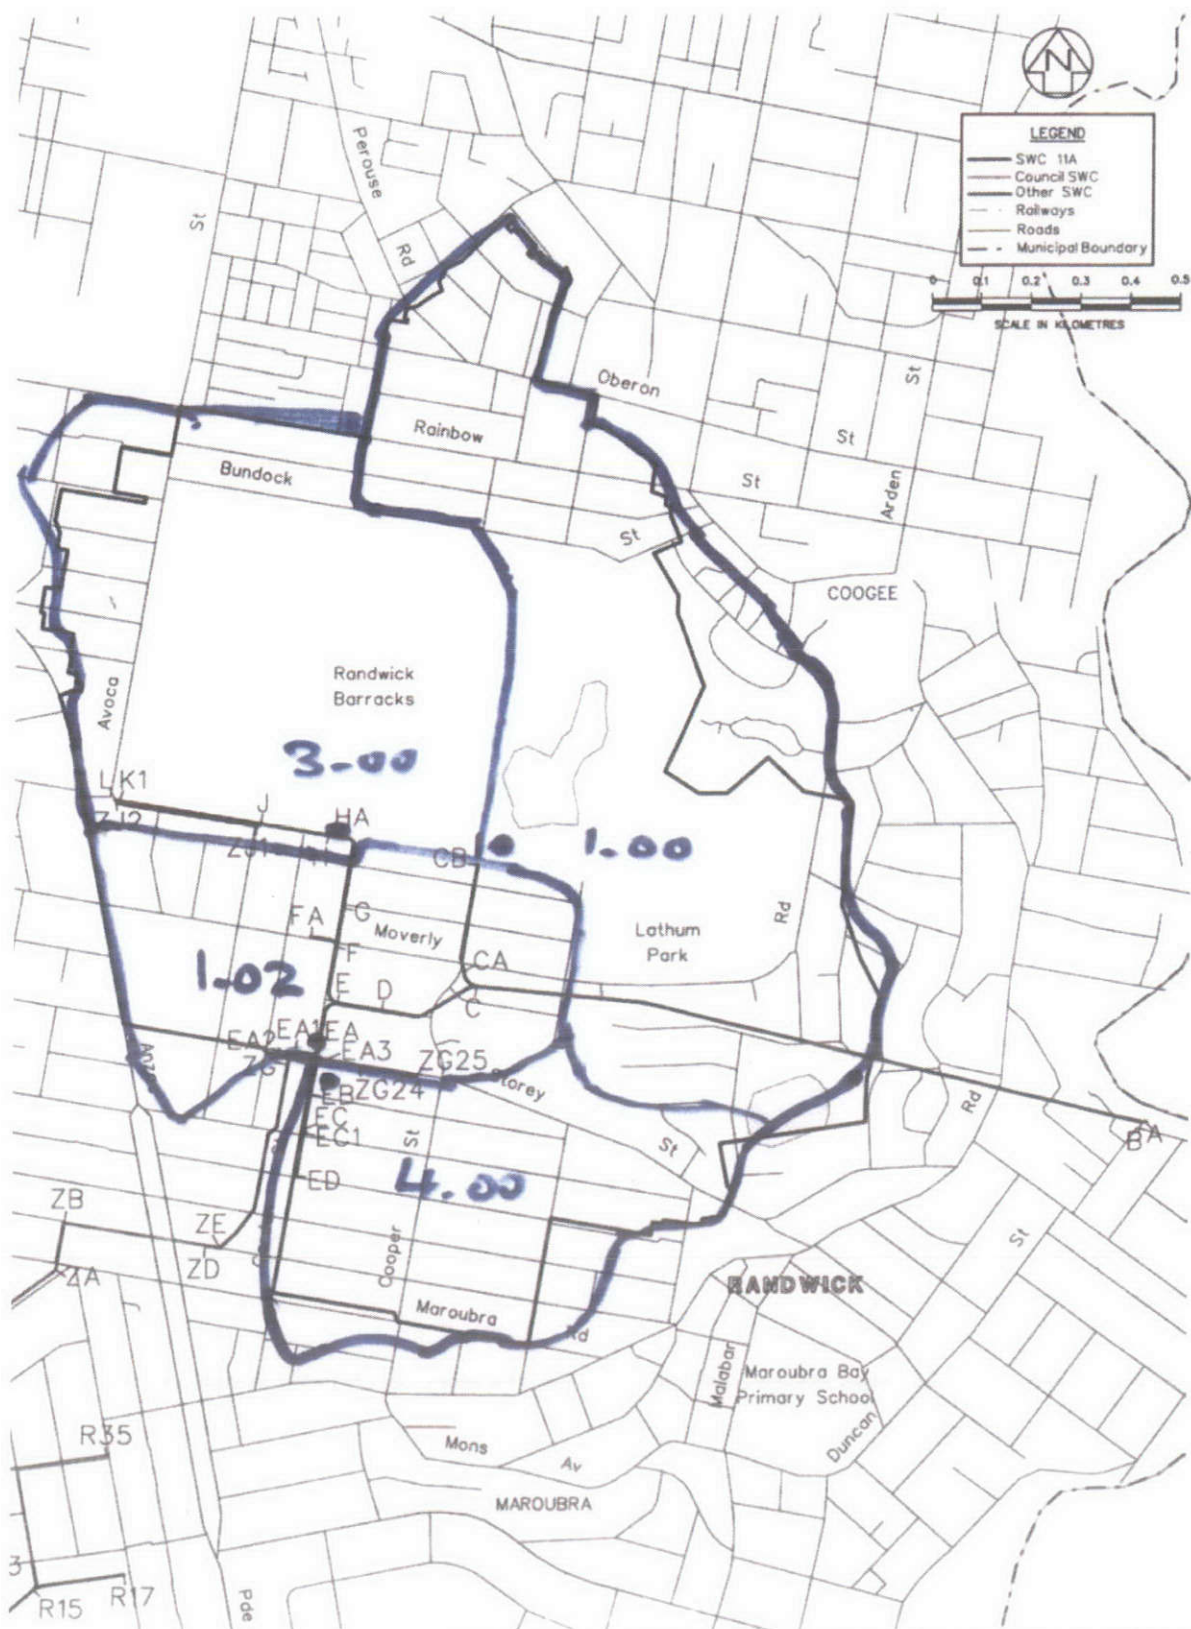 N
LEGEND
SWC 11A
Council SWC
Other SWC
Railways
Roads
Municipal Boundary
0 0.1 0.2 0.3 0.4 0.5
SCALE IN KILOMETRES
Perouse
Rd
St
Oberon
St
Rainbow
St
Bundock
St
Arden
St
COOGEE
Randwick
Barracks
Avoca
3-00
K1
J
HA
ZJ1
H
CB
1.00
G
Moverly
FA
F
Lathum
Park
Rd
CA
C
1-02
E
D
EA1
EA
EA2
EA3
ZG25
Storey
ZG24
EB
EC
EC1
St
St
ED
4.00
Rd
A
B
ZB
ZE
ZD
ZA
Cooper
St
RANDWICK
Maroubra
Rd
Malabar
Maroubra Bay
Primary School
Duncan
R35
Mons
Av
MAROUBRA
3
R15
R17
Pde